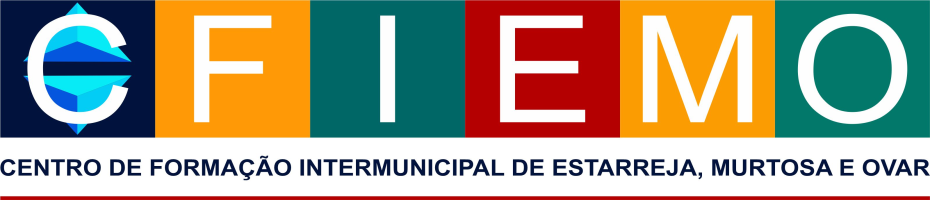 CFIEMO
CENTRO DE FORMAÇÃO INTERMUNICIPAL DE ESTARREJA, MURTOSA E OVAR